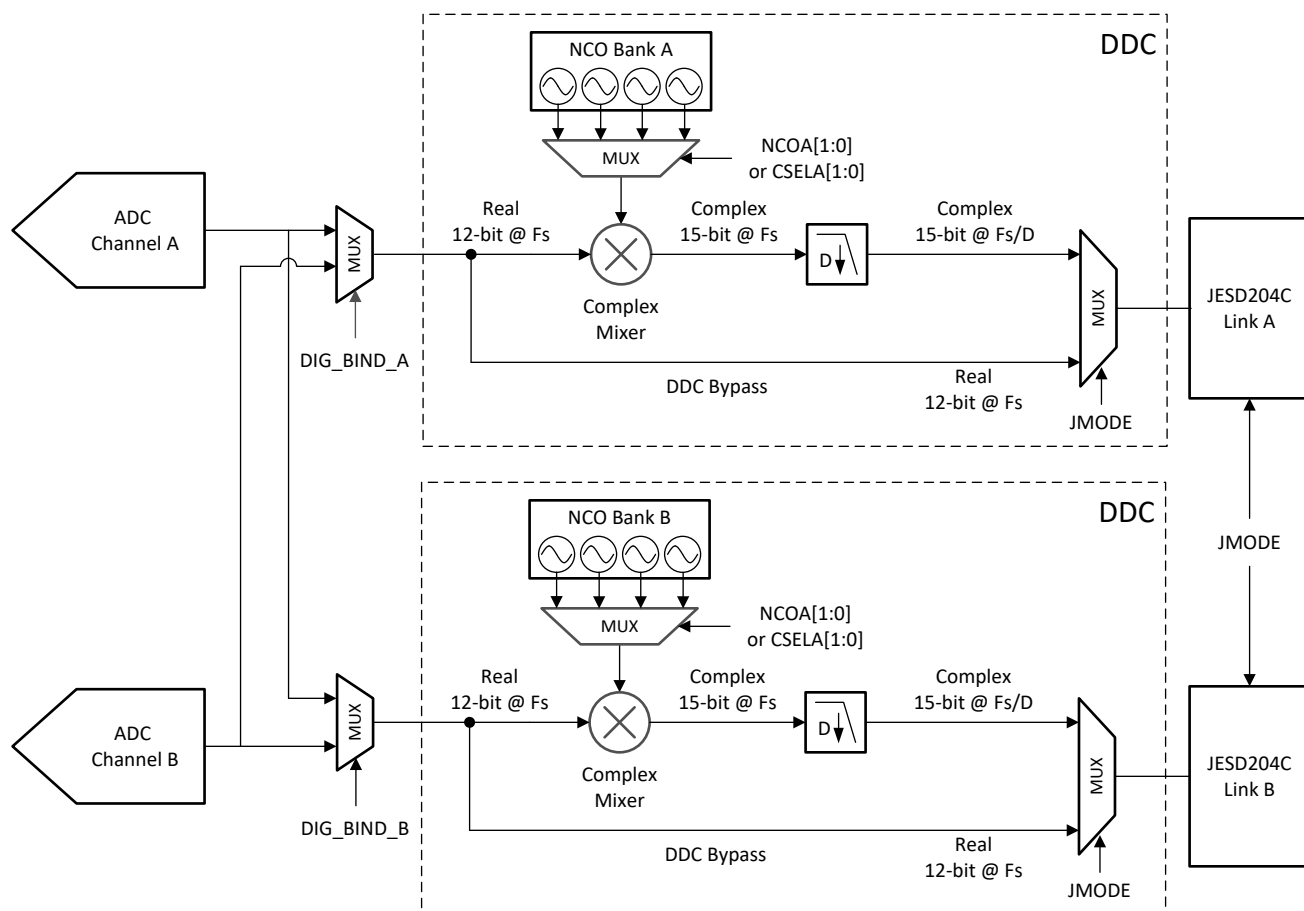 DDC
NCO Bank A
MUX
NCOA[1:0]
or CSELA[1:0]
ADC
Channel A
MUX
DIG_BIND_A
Real
12-bit @ Fs
Complex
15-bit @ Fs
Complex
15-bit @ Fs/D
D
Complex
Mixer
MUX
JESD204C
Link A
DDC Bypass
Real
12-bit @ Fs
JMODE
DDC
NCO Bank B
MUX
NCOA[1:0]
or CSELA[1:0]
JMODE
ADC
Channel B
MUX
DIG_BIND_B
Real
12-bit @ Fs
Complex
15-bit @ Fs
Complex
15-bit @ Fs/D
D
Complex
Mixer
MUX
JESD204C
Link B
DDC Bypass
Real
12-bit @ Fs
JMODE